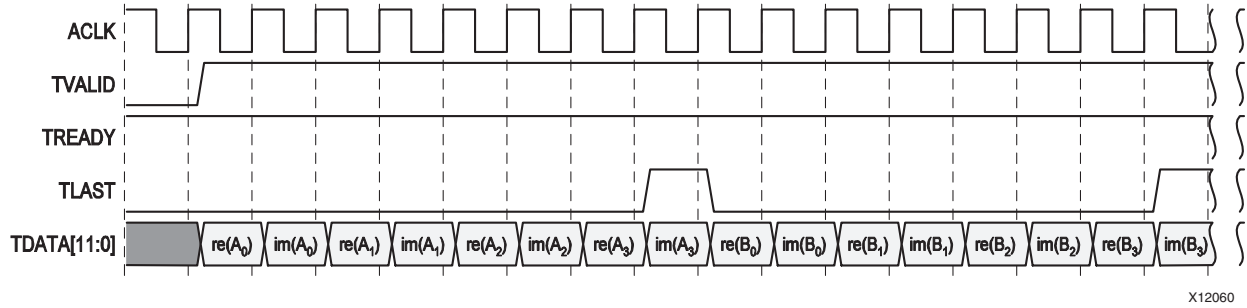 ACLK
TVALID
TREADY
TLAST
TDATA[11:0] re(A₀) im(A₀) re(A₁) im(A₁) re(A₂) im(A₂) re(A₃) im(A₃) re(B₀) im(B₀) re(B₁) im(B₁) re(B₂) im(B₂) re(B₃) im(B₃)
X12060